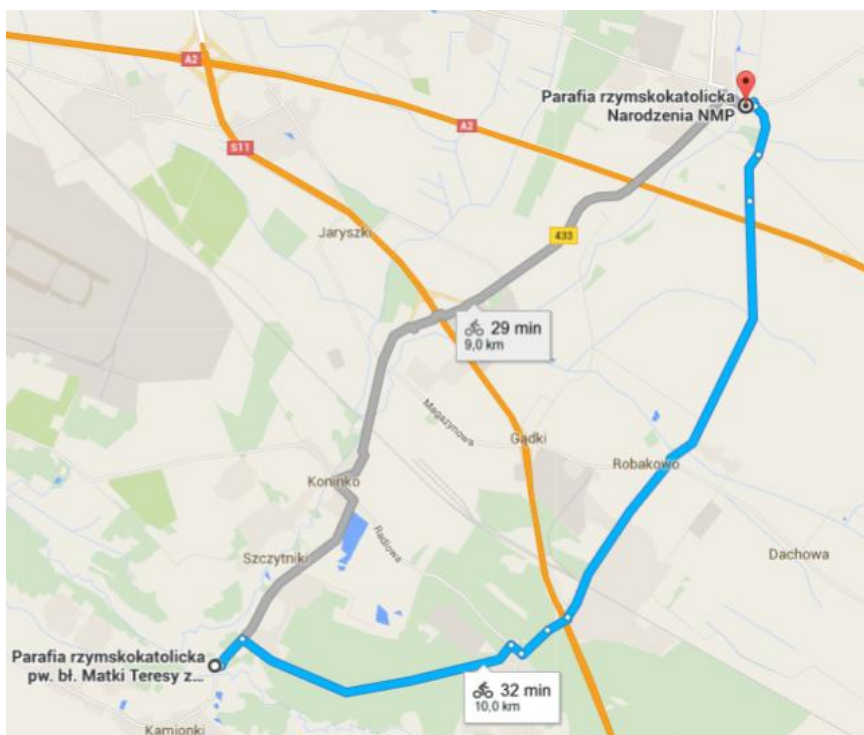 A2
S11
Parafia rzymskokatolicka
Narodzenia NMP
A2
Jaryszki
433
29 min
9,0 km
Magazynowa
Gądki
Robakowo
Koninko
Radiowa
Szczytniki
Dachowa
Parafia rzymskokatolicka
pw. bł. Matki Teresy z...
32 min
10,0 km
Kamionki